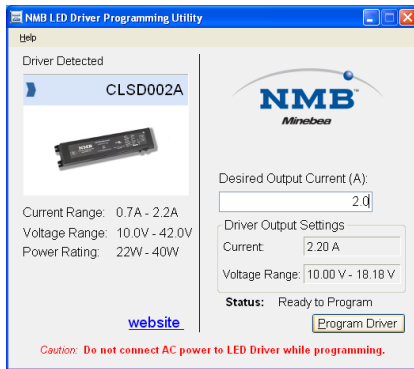 NMB LED Driver Programming Utility
Help
Driver Detected
CLSD002A
NMB
Current Range: 0.7A - 2.2A
Voltage Range: 10.0V - 42.0V
Power Rating: 22W - 40W
website
NMB
Minebea
Desired Output Current (A):
2.0
Driver Output Settings
Current: 2.20 A
Voltage Range: 10.00 V - 18.18 V
Status: Ready to Program
Program Driver
Caution: Do not connect AC power to LED Driver while programming.